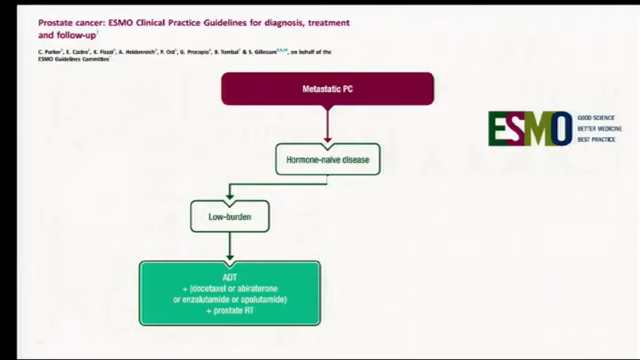 Prostate cancer: ESMO Clinical Practice Guidelines for diagnosis, treatment
and follow-up
C. Parker, E. Castro, K. Fizazi, A. Heidenreich, P. Ost, G. Procopio, B. Tombal & S. Gillessen, on behalf of the
ESMO Guidelines Committee
Metastatic PC
ESMO
GOOD SCIENCE
BETTER MEDICINE
BEST PRACTICE
Hormone-naive disease
Low-burden
ADT
+ (docetaxel or abiraterone
or enzalutamide or apalutamide)
+ prostate RT